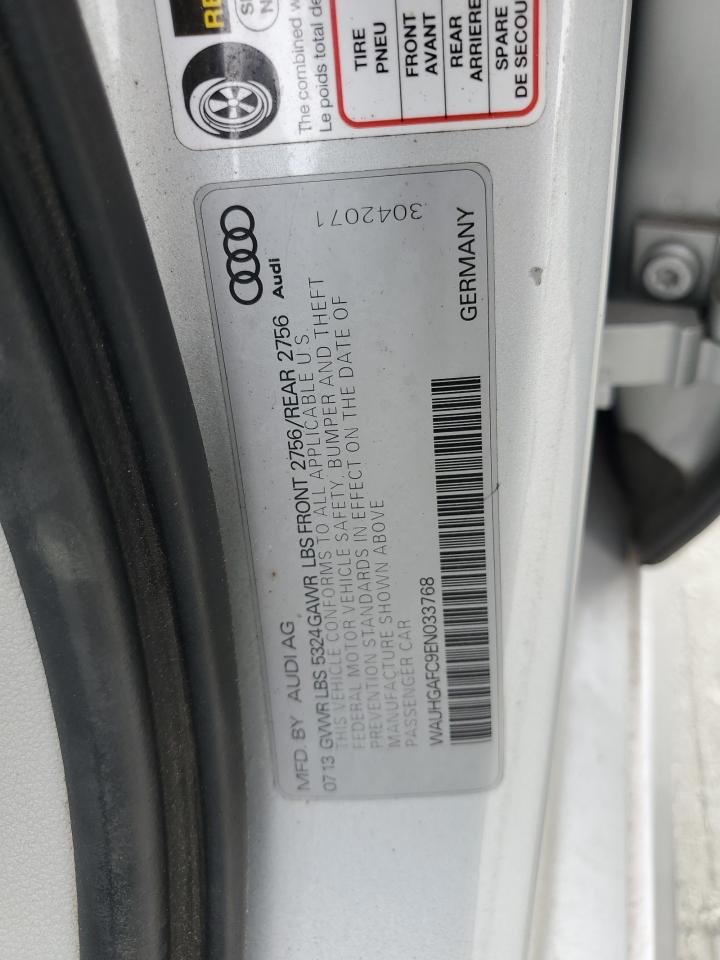 RE
The combined w
Le poids total de
TIRE
PNEU
FRONT
AVANT
REAR
ARRIERE
SPARE
DE SECOU
Audi
3042071
MFD. BY AUDI AG
07 13 GVWR LBS 5324 GAWR LBS FRONT 2756/REAR 2756
THIS VEHICLE CONFORMS TO ALL APPLICABLE U.S.
FEDERAL MOTOR VEHICLE SAFETY, BUMPER AND THEFT
PREVENTION STANDARDS IN EFFECT ON THE DATE OF
MANUFACTURE SHOWN ABOVE
PASSENGER CAR
GERMANY
WAUHGAFC9EN033768